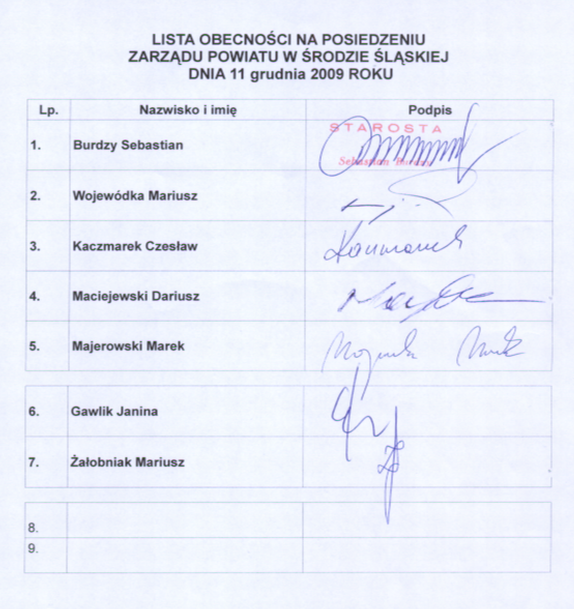 LISTA OBECNOŚCI NA POSIEDZENIU
ZARZĄDU POWIATU W ŚRODZIE ŚLĄSKIEJ
DNIA 11 grudnia 2009 ROKU
Lp. Nazwisko i imię Podpis
STAROSTA
1. Burdzy Sebastian
Sebastian Burdzy
2. Wojewódka Mariusz
3. Kaczmarek Czesław Kaczmarek
4. Maciejewski Dariusz
5. Majerowski Marek Marek
6. Gawlik Janina
7. Żałobniak Mariusz
8.
9.